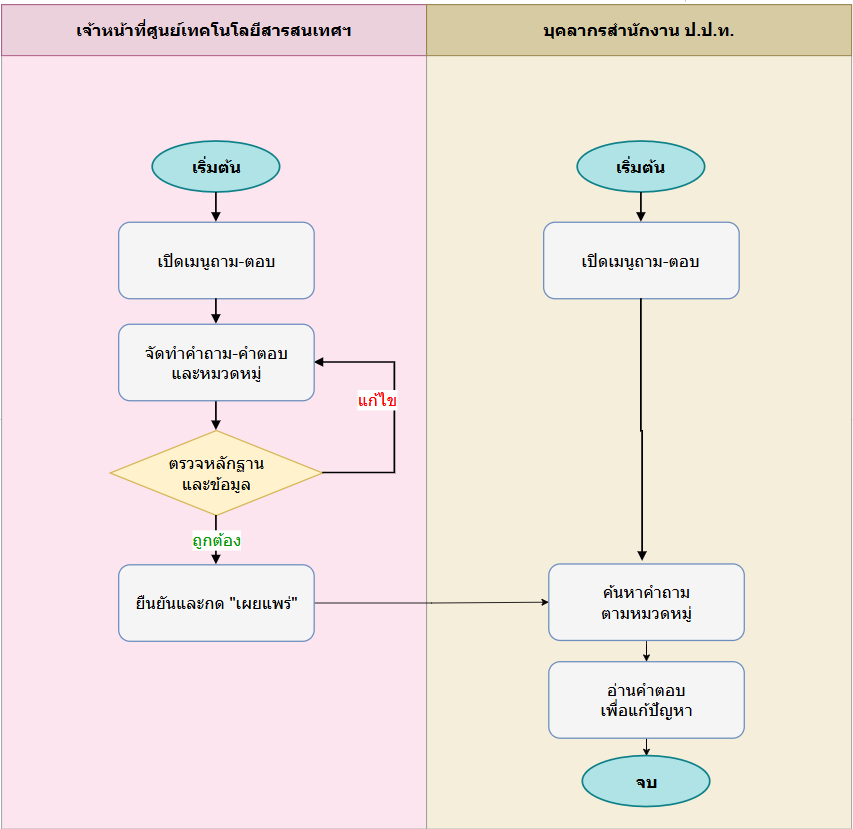 เจ้าหน้าที่ศูนย์เทคโนโลยีสารสนเทศฯ
บุคลากรสำนักงาน ป.ป.ท.
เริ่มต้น
เริ่มต้น
เปิดเมนูถาม-ตอบ
เปิดเมนูถาม-ตอบ
จัดทำคำถาม-คำตอบ
และหมวดหมู่
แก้ไข
ตรวจหลักฐาน
และข้อมูล
ถูกต้อง
ยืนยันและกด "เผยแพร่"
ค้นหาคำถาม
ตามหมวดหมู่
อ่านคำตอบ
เพื่อแก้ปัญหา
จบ